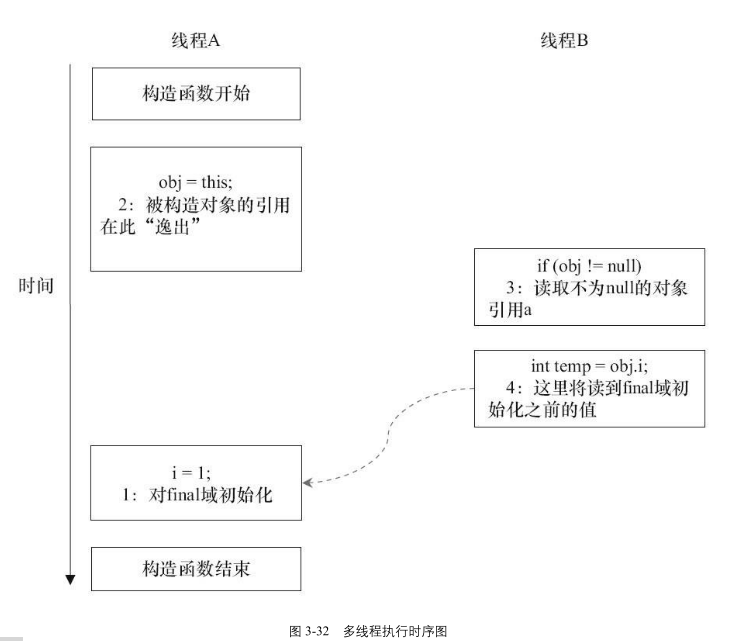 线程A
线程B
构造函数开始
obj = this;
2：被构造对象的引用
在此“逸出”
时间
if (obj != null)
3：读取不为null的对象
引用a
int temp = obj.i;
4：这里将读到final域初
始化之前的值
i = 1;
1：对final域初始化
构造函数结束
图 3-32 多线程执行时序图